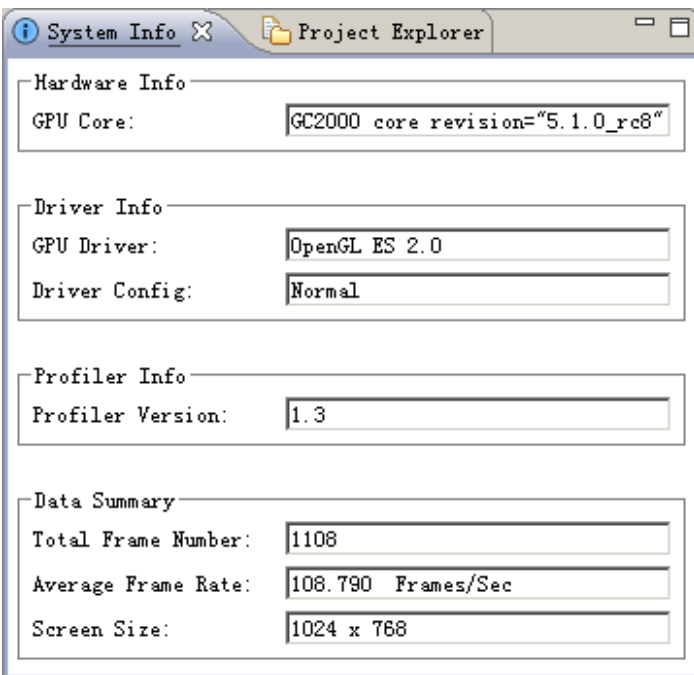 System Info Project Explorer
Hardware Info
GPU Core: GC2000 core revision="5.1.0_rc8"
Driver Info
GPU Driver: OpenGL ES 2.0
Driver Config: Normal
Profiler Info
Profiler Version: 1.3
Data Summary
Total Frame Number: 1108
Average Frame Rate: 108.790 Frames/Sec
Screen Size: 1024 x 768